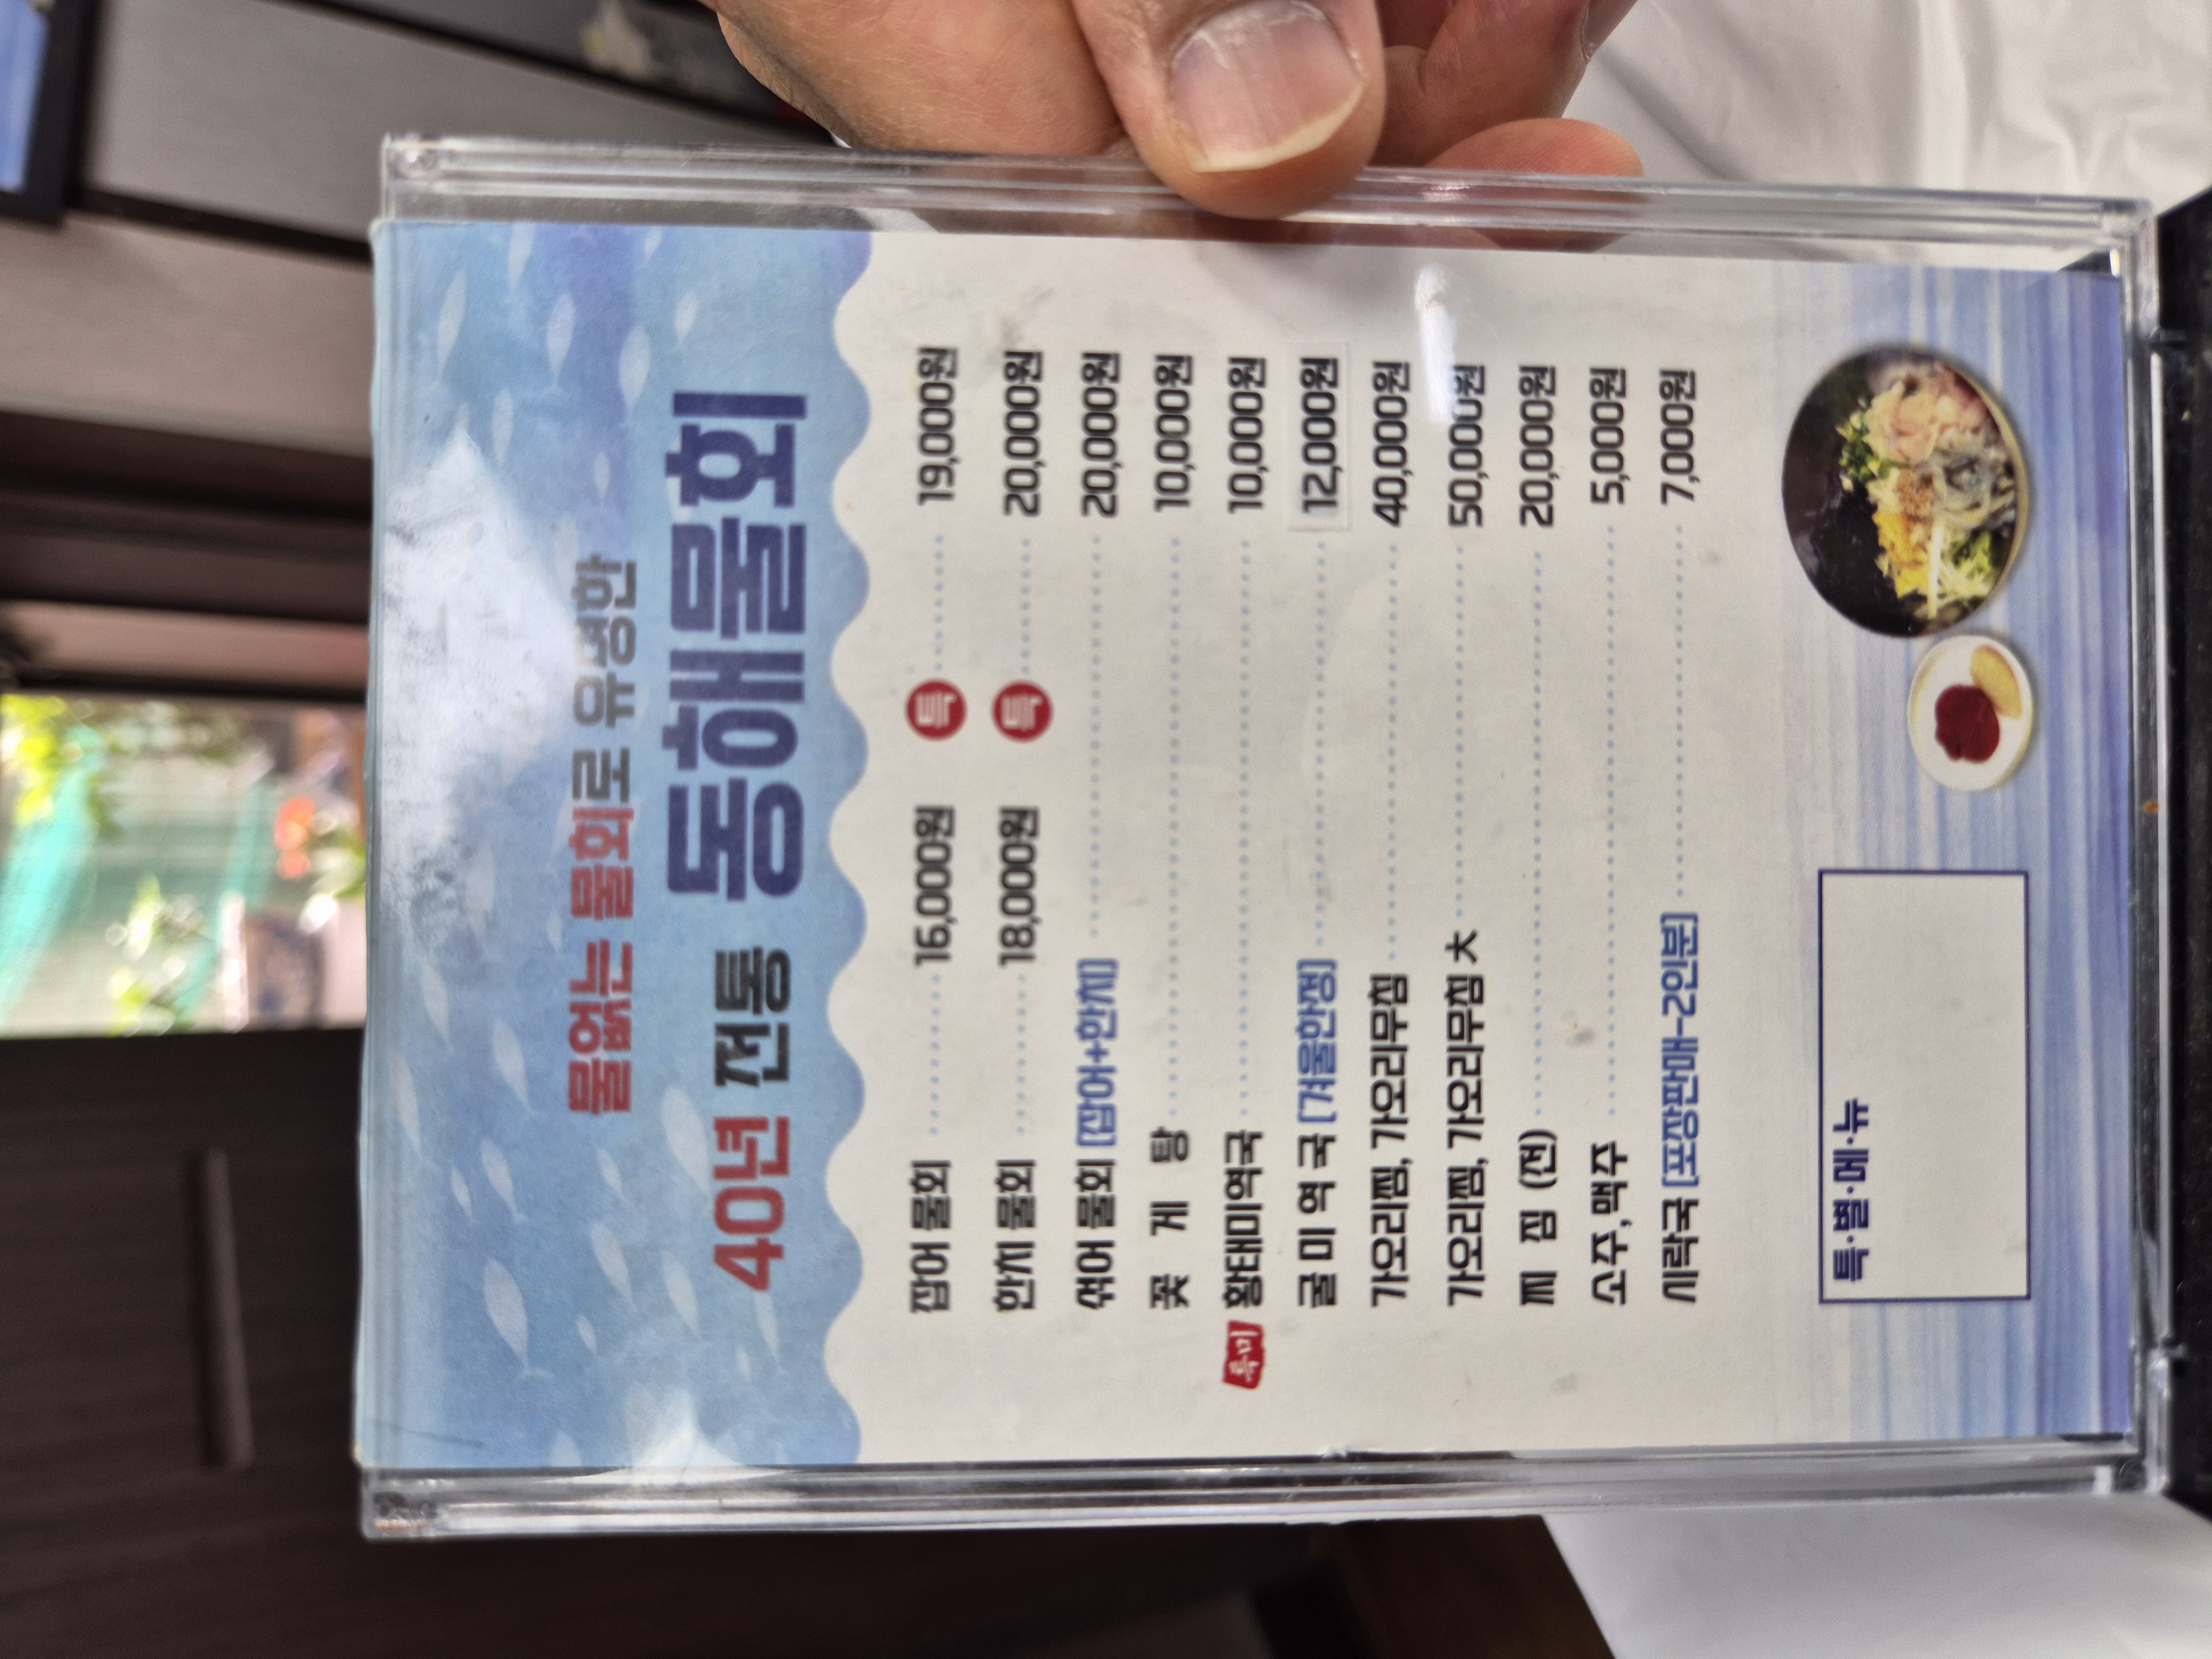 물없는 물회로 유명한
40년 전통 동해물회
잡어 물회 16,000원 특 19,000원
한치 물회 18,000원 특 20,000원
섞어 물회 [잡어+한치] 20,000원
꽃 게 탕 10,000원
특미 황태미역국 10,000원
굴 미 역 국 [겨울한정] 12,000원
가오리찜, 가오리무침 40,000원
가오리찜, 가오리무침 大 50,000원
찌 짐 (전) 20,000원
소주, 맥주 5,000원
시락국 [포장판매-2인분] 7,000원
특·별·메·뉴